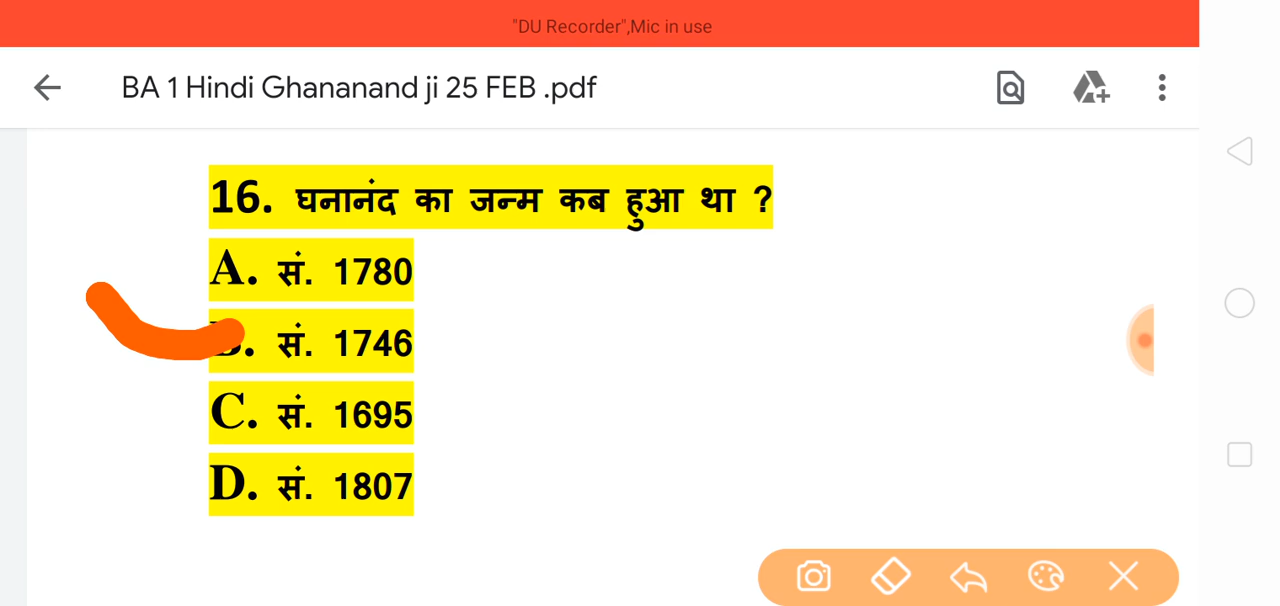 "DU Recorder",Mic in use
BA 1 Hindi Ghananand ji 25 FEB .pdf
16. घनानंद का जन्म कब हुआ था ?
A. सं. 1780
B. सं. 1746
C. सं. 1695
D. सं. 1807